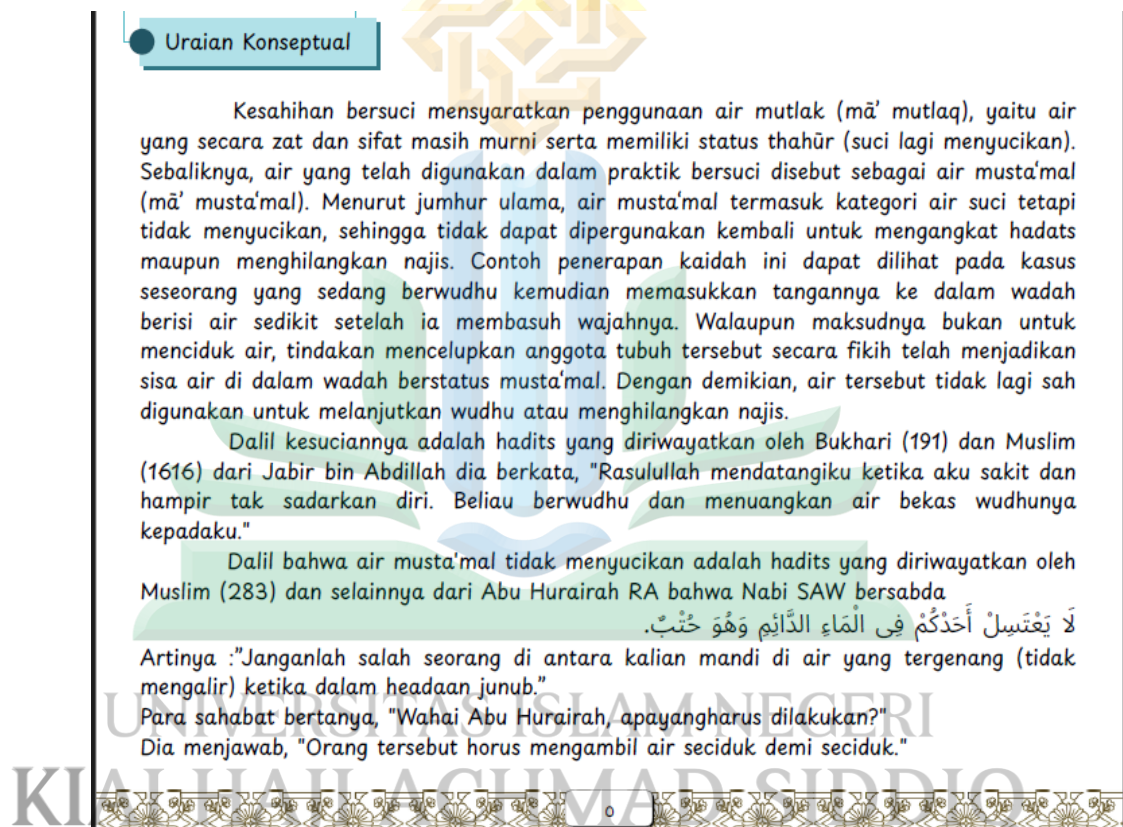 Uraian Konseptual
Kesahihan bersuci mensyaratkan penggunaan air mutlak (mā' mutlaq), yaitu air
yang secara zat dan sifat masih murni serta memiliki status thahūr (suci lagi menyucikan).
Sebaliknya, air yang telah digunakan dalam praktik bersuci disebut sebagai air musta‘mal
(mā' musta‘mal). Menurut jumhur ulama, air musta‘mal termasuk kategori air suci tetapi
tidak menyucikan, sehingga tidak dapat dipergunakan kembali untuk mengangkat hadats
maupun menghilangkan najis. Contoh penerapan kaidah ini dapat dilihat pada kasus
seseorang yang sedang berwudhu kemudian memasukkan tangannya ke dalam wadah
berisi air sedikit setelah ia membasuh wajahnya. Walaupun maksudnya bukan untuk
menciduk air, tindakan mencelupkan anggota tubuh tersebut secara fikih telah menjadikan
sisa air di dalam wadah berstatus musta‘mal. Dengan demikian, air tersebut tidak lagi sah
digunakan untuk melanjutkan wudhu atau menghilangkan najis.
Dalil kesuciannya adalah hadits yang diriwayatkan oleh Bukhari (191) dan Muslim
(1616) dari Jabir bin Abdillah dia berkata, "Rasulullah mendatangiku ketika aku sakit dan
hampir tak sadarkan diri. Beliau berwudhu dan menuangkan air bekas wudhunya
kepadaku."
Dalil bahwa air musta'mal tidak menyucikan adalah hadits yang diriwayatkan oleh
Muslim (283) dan selainnya dari Abu Hurairah RA bahwa Nabi SAW bersabda
لَا يَعْتَسِلْ أَحَدْكُمْ فِى الْمَاءِ الدَّائِمِ وَهُوَ حُتْبٌ.
Artinya :"Janganlah salah seorang di antara kalian mandi di air yang tergenang (tidak
mengalir) ketika dalam headaan junub."
UNIVERSITAS ISLAM NEGERI
Para sahabat bertanya, "Wahai Abu Hurairah, apayangharus dilakukan?"
Dia menjawab, "Orang tersebut horus mengambil air seciduk demi seciduk."
KIAI HAJI ACHMAD SIDDIQ
0